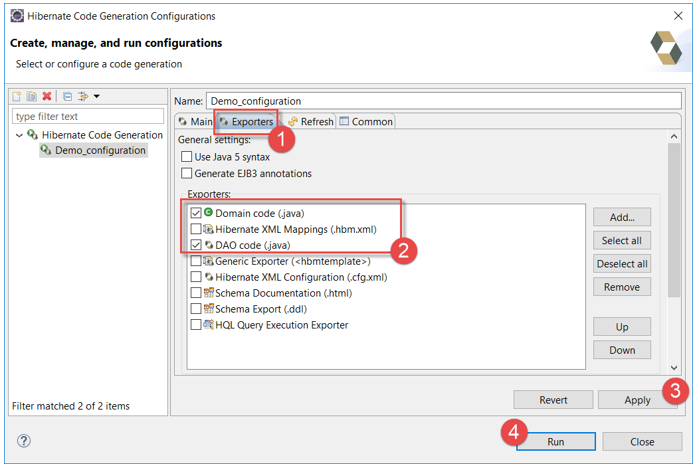 Hibernate Code Generation Configurations
Create, manage, and run configurations
Select or configure a code generation
type filter text
Hibernate Code Generation
Demo_configuration
Filter matched 2 of 2 items
Name: Demo_configuration
Main Exporters Refresh Common
1
General settings:
Use Java 5 syntax
Generate EJB3 annotations
Exporters:
Domain code (.java)
Hibernate XML Mappings (.hbm.xml)
DAO code (.java)
2
Generic Exporter (<hbmtemplate>)
Hibernate XML Configuration (.cfg.xml)
Schema Documentation (.html)
Schema Export (.ddl)
HQL Query Execution Exporter
Add...
Select all
Deselect all
Remove
Up
Down
3
Revert Apply
4
? Run Close